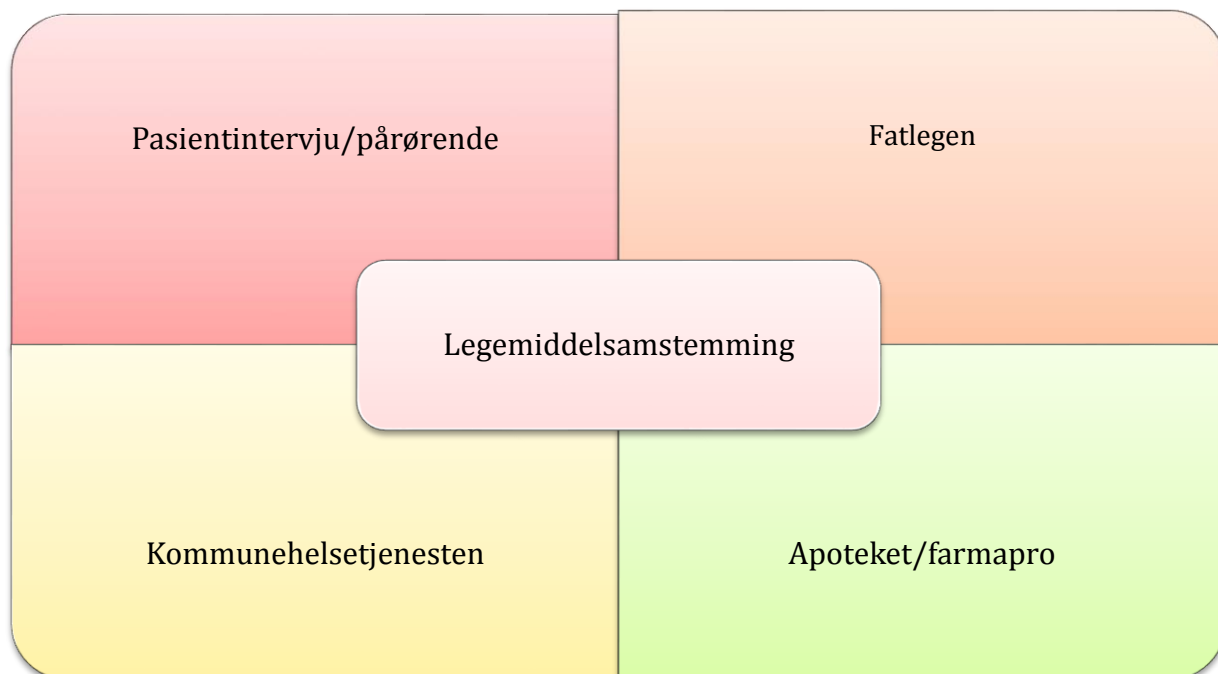 Pasientintervju/pårørende
Fatlegen
Legemiddelsamstemming
Kommunehelsetjenesten
Apoteket/farmapro